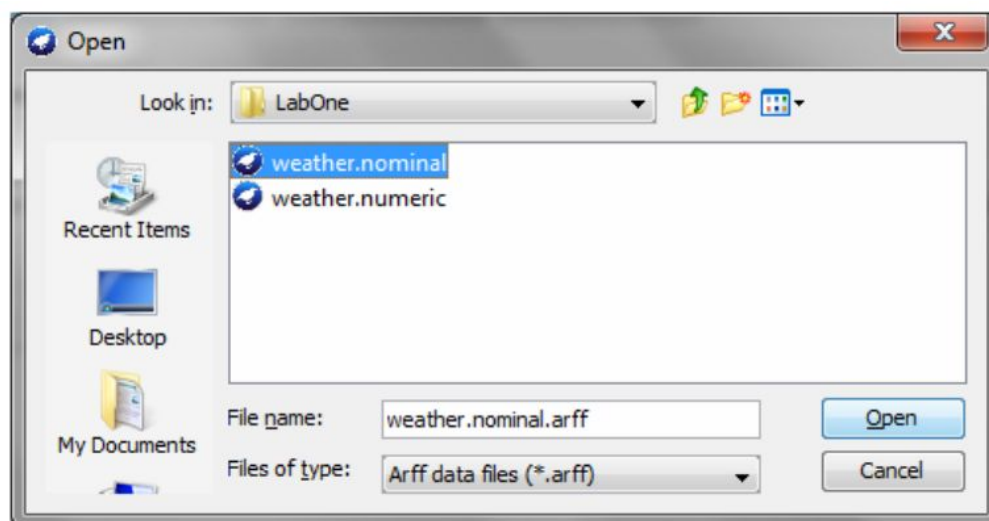 Open
Look in:
LabOne
weather.nominal
weather.numeric
Recent Items
Desktop
My Documents
File name:
weather.nominal.arff
Open
Files of type:
Arff data files (*.arff)
Cancel